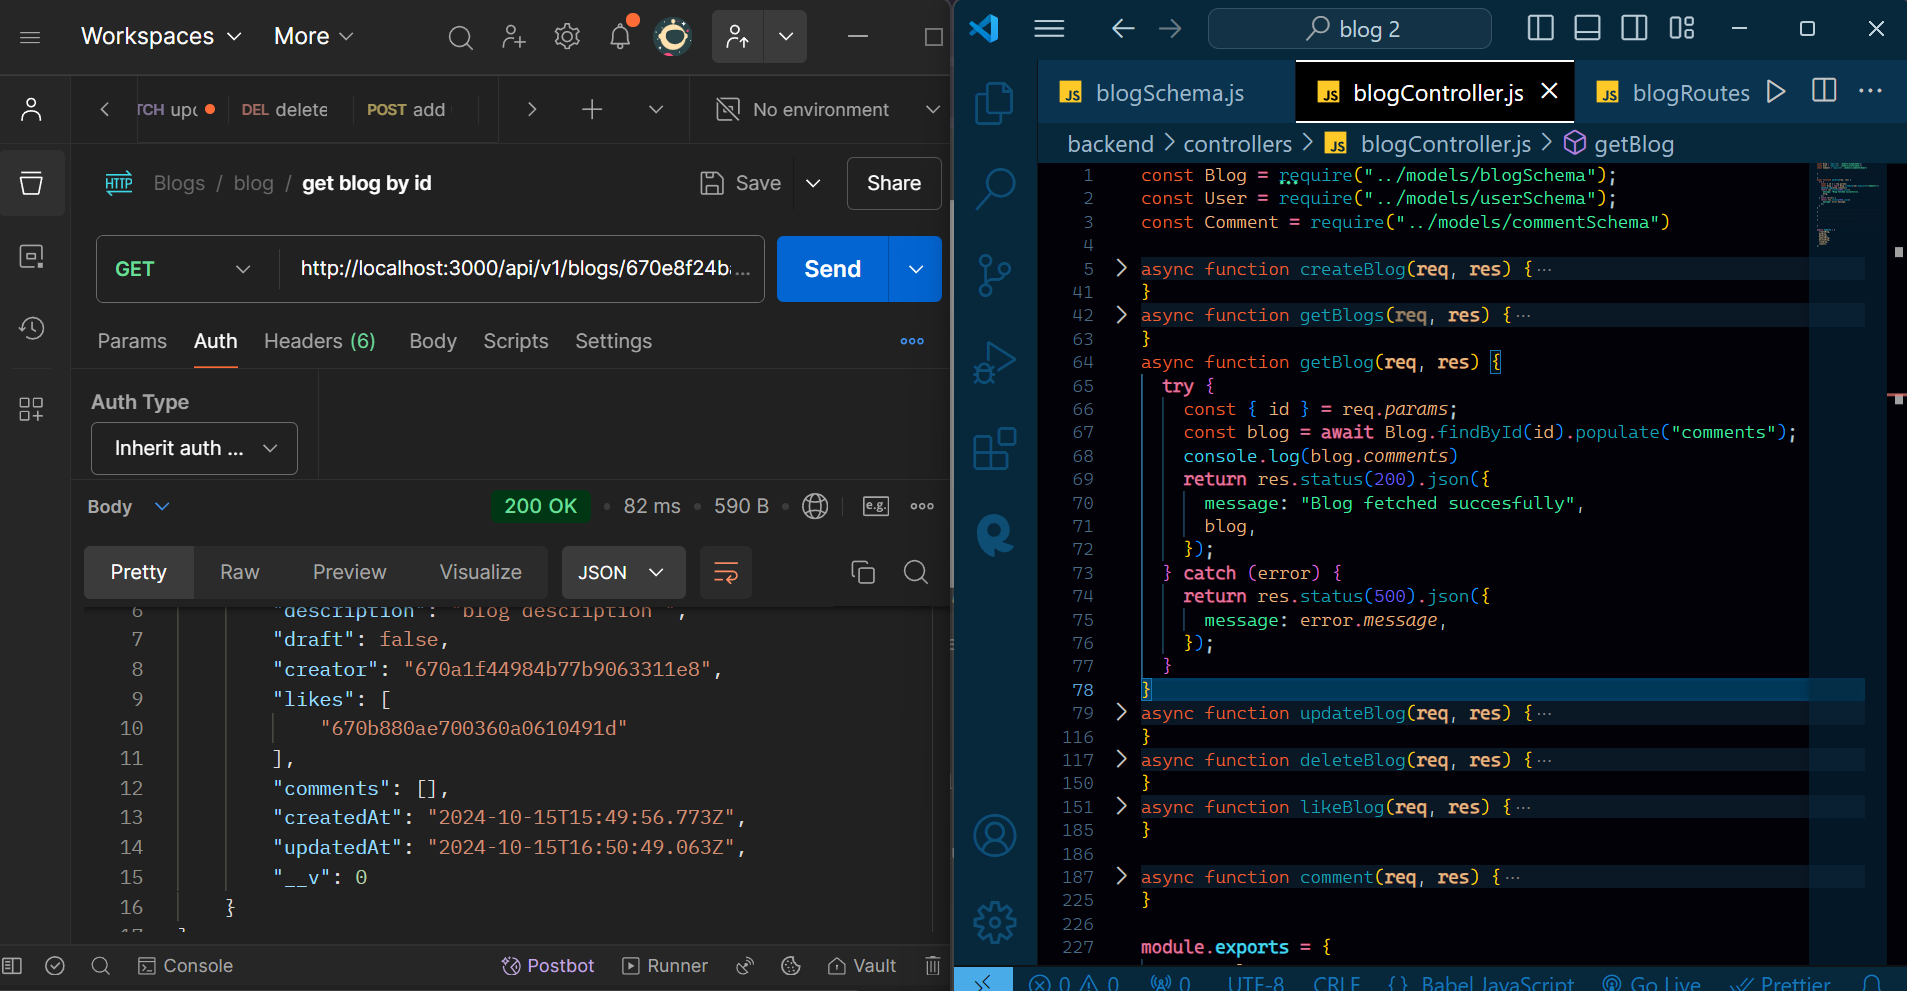 Workspaces More
TCH upc DEL delete POST add No environment
HTTP Blogs / blog / get blog by id Save Share
GET http://localhost:3000/api/v1/blogs/670e8f24b... Send
Params Auth Headers (6) Body Scripts Settings
Auth Type
Inherit auth ...
Body 200 OK • 82 ms • 590 B • e.g.
Pretty Raw Preview Visualize JSON
6 "description": "blog description ",
7 "draft": false,
8 "creator": "670a1f44984b77b9063311e8",
9 "likes": [
10 "670b880ae700360a0610491d"
11 ],
12 "comments": [],
13 "createdAt": "2024-10-15T15:49:56.773Z",
14 "updatedAt": "2024-10-15T16:50:49.063Z",
15 "__v": 0
16 }
17
Console Postbot Runner Vault
blog 2
JS blogSchema.js JS blogController.js JS blogRoutes
backend > controllers > JS blogController.js > getBlog
1 const Blog = require("../models/blogSchema");
2 const User = require("../models/userSchema");
3 const Comment = require("../models/commentSchema")
4
5 async function createBlog(req, res) {···
41 }
42 async function getBlogs(req, res) {···
63 }
64 async function getBlog(req, res) {
65 try {
66 const { id } = req.params;
67 const blog = await Blog.findById(id).populate("comments");
68 console.log(blog.comments)
69 return res.status(200).json({
70 message: "Blog fetched succesfully",
71 blog,
72 });
73 } catch (error) {
74 return res.status(500).json({
75 message: error.message,
76 });
77 }
78 }
79 async function updateBlog(req, res) {···
116 }
117 async function deleteBlog(req, res) {···
150 }
151 async function likeBlog(req, res) {···
185 }
186
187 async function comment(req, res) {···
225 }
226
227 module.exports = {
0 0 0 UTF-8 CRLF {} Babel JavaScript Go Live Prettier